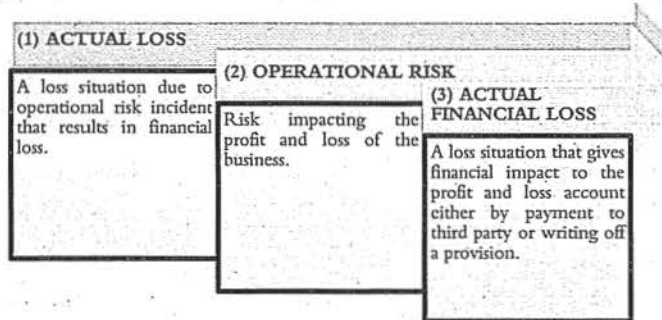 (1) ACTUAL LOSS
A loss situation due to
operational risk incident
that results in financial
loss.
(2) OPERATIONAL RISK
Risk impacting the
profit and loss of the
business.
(3) ACTUAL
FINANCIAL LOSS
A loss situation that gives
financial impact to the
profit and loss account
either by payment to
third party or writing off
a provision.